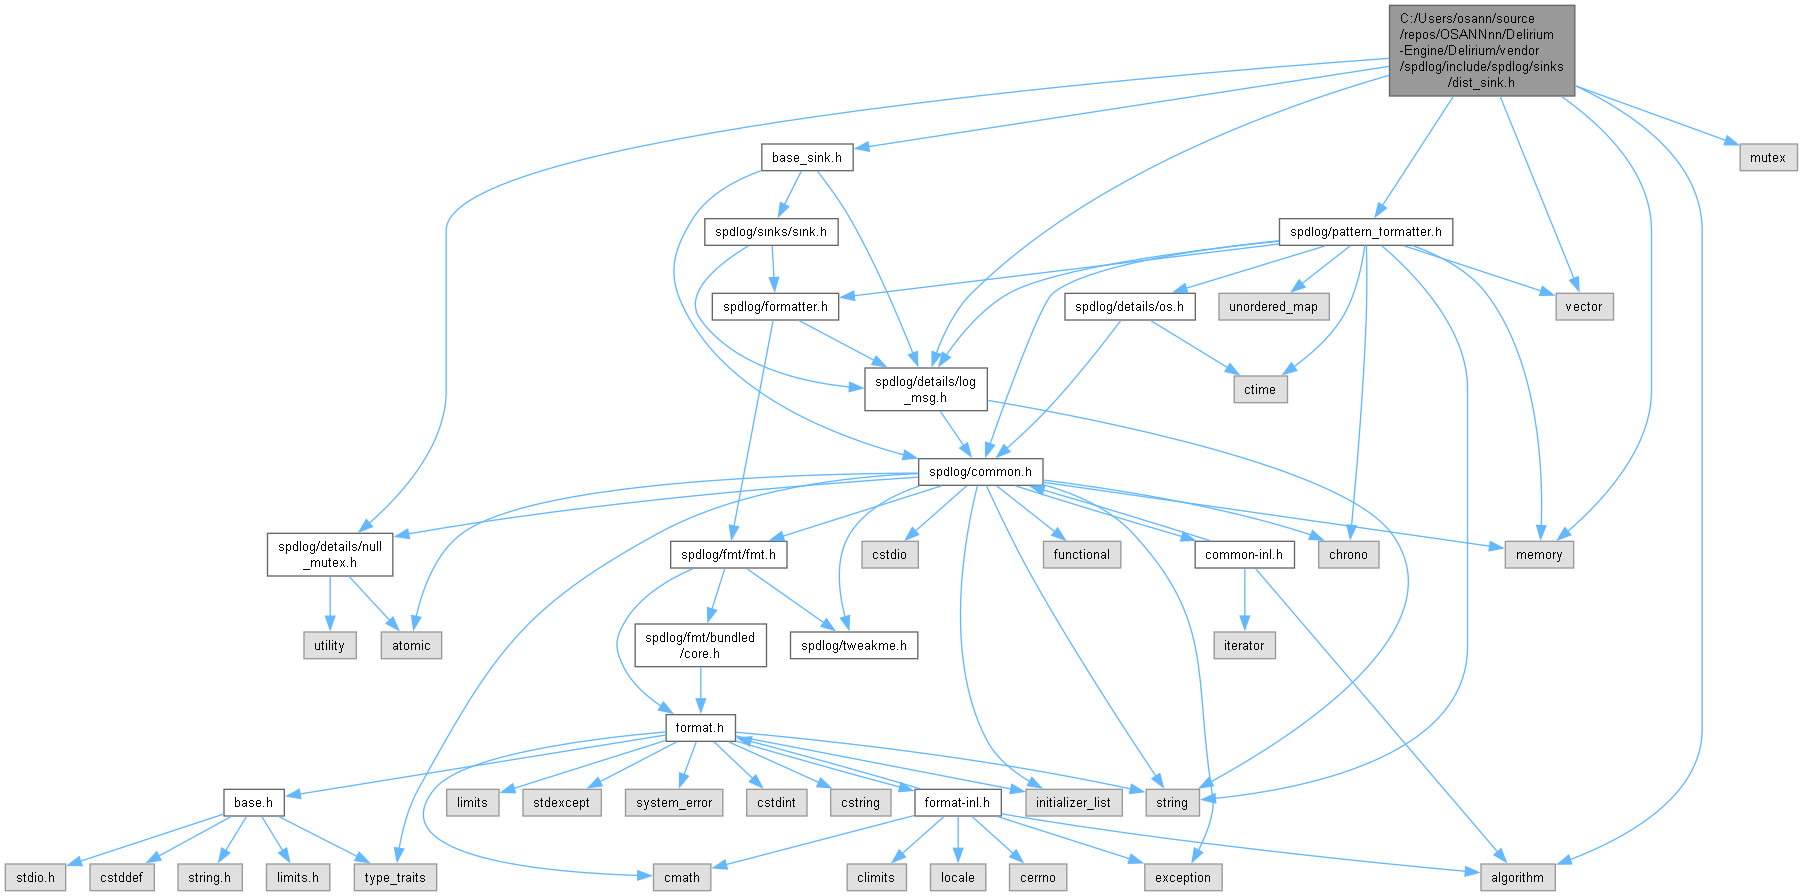 C:/Users/osann/source
/repos/OSANNnn/Delirium
-Engine/Delirium/vendor
/spdlog/include/spdlog/sinks
/dist_sink.h
base_sink.h
mutex
spdlog/sinks/sink.h
spdlog/pattern_formatter.h
spdlog/formatter.h
spdlog/details/os.h
unordered_map
vector
spdlog/details/log
_msg.h
ctime
spdlog/common.h
spdlog/details/null
_mutex.h
spdlog/fmt/fmt.h
cstdio
functional
common-inl.h
chrono
memory
utility
atomic
spdlog/fmt/bundled
/core.h
spdlog/tweakme.h
iterator
format.h
base.h
limits
stdexcept
system_error
cstdint
cstring
format-inl.h
initializer_list
string
stdio.h
cstddef
string.h
limits.h
type_traits
cmath
climits
locale
cerrno
exception
algorithm